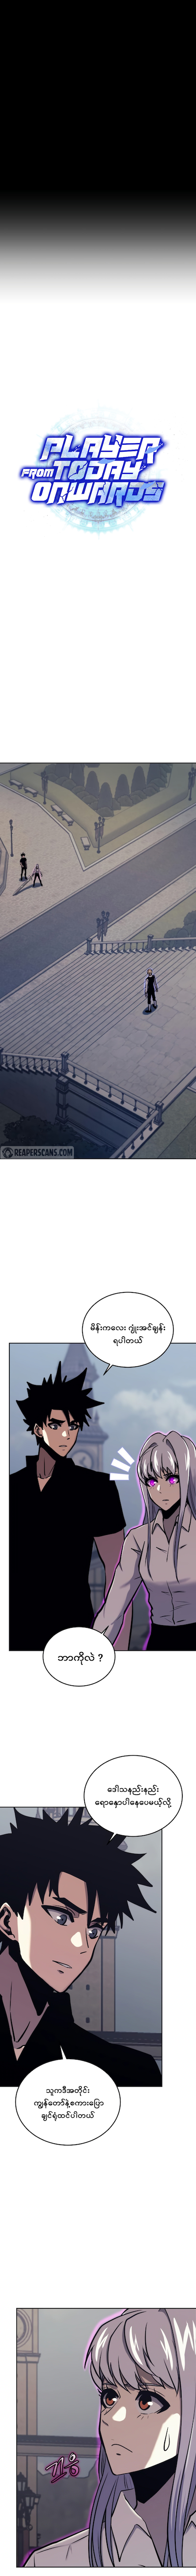 PLAYER
FROM TODAY
ONWARDS
REAPERSCANS.COM
မိန်းကလေး ဂျူံးအင်ချန်း
ရပါတယ်
ဘာကိုလဲ ?
ဒေါသနည်းနည်း
ရောနှောပါနေပေမယ့်လို့
သူကဒီအတိုင်း
ကျွန်တော်နဲ့စကားပြော
ချင်ရုံထင်ပါတယ်